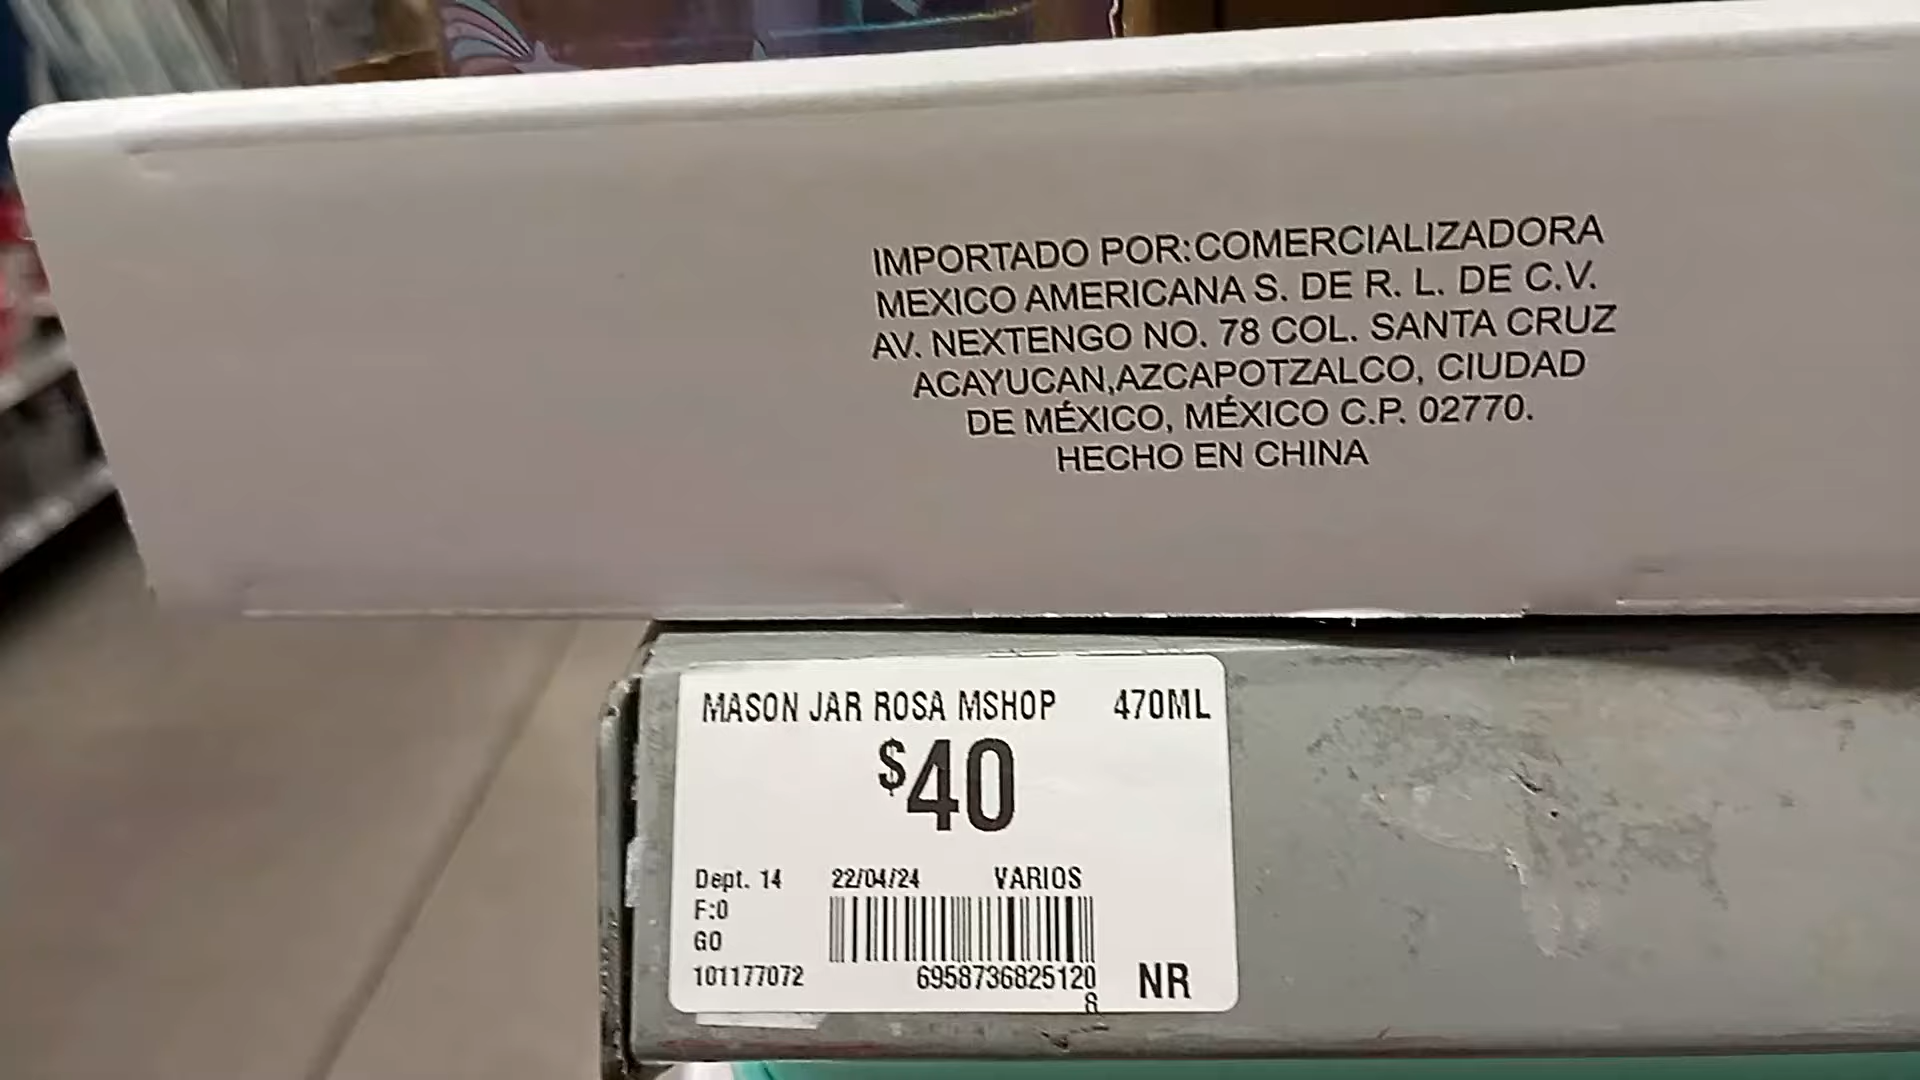 IMPORTADO POR:COMERCIALIZADORA
MEXICO AMERICANA S. DE R. L. DE C.V.
AV. NEXTENGO NO. 78 COL. SANTA CRUZ
ACAYUCAN,AZCAPOTZALCO, CIUDAD
DE MÉXICO, MÉXICO C.P. 02770.
HECHO EN CHINA
MASON JAR ROSA MSHOP 470ML
$40
Dept. 14 22/04/24 VARIOS
F:0
GO
101177072 6958736825120 NR
8